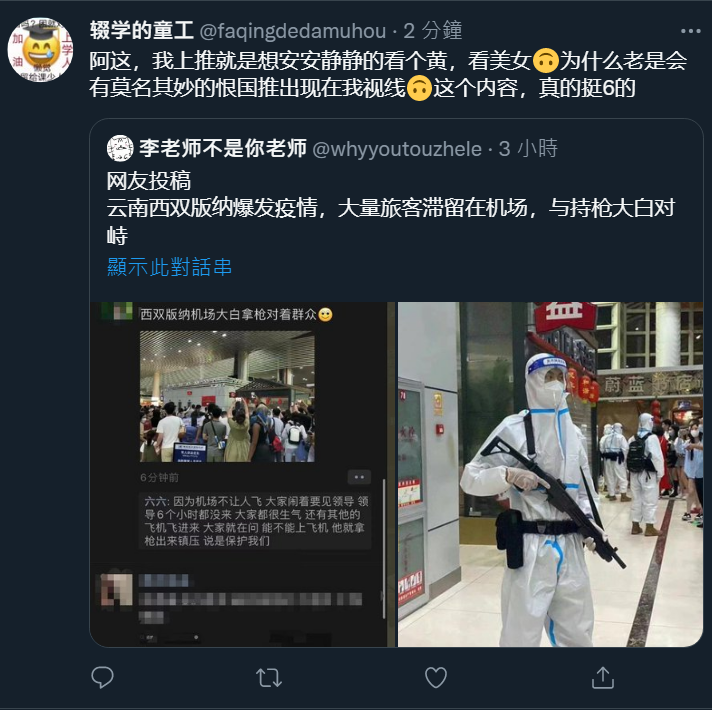 辍学的童工 @faqingdedamuhou · 2 分鐘
阿这，我上推就是想安安静静的看个黄，看美女🙃为什么老是会
有莫名其妙的恨国推出现在我视线🙃这个内容，真的挺6的
李老师不是你老师 @whyyoutouzhele · 3 小時
网友投稿
云南西双版纳爆发疫情，大量旅客滞留在机场，与持枪大白对
峙
顯示此對話串
西双版纳机场大白拿枪对着群众🙂
6分钟前
六六: 因为机场不让人飞 大家闹着要见领导 领
导6个小时都没来 大家都很生气 还有其他的
飞机飞进来 大家就在问 能不能上飞机 他就拿
枪出来镇压 说是保护我们
益
蔚蓝书店